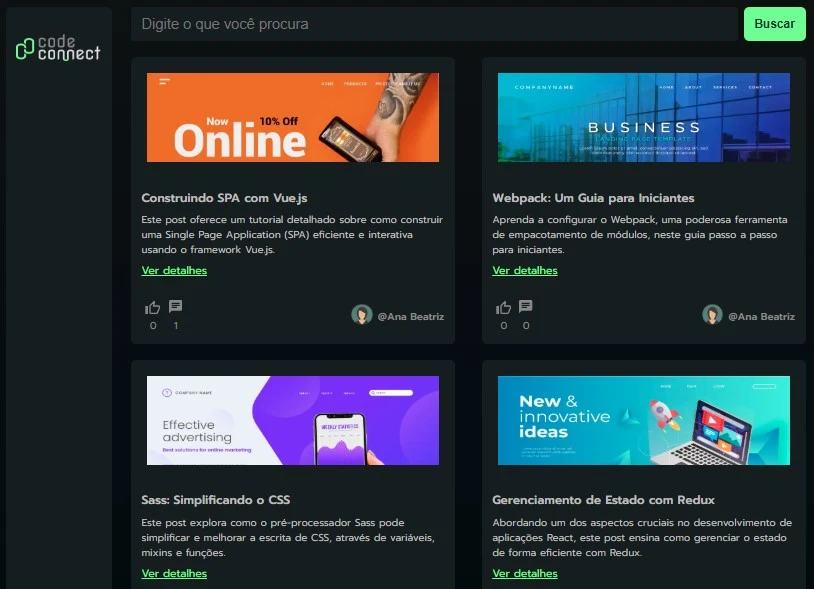 code
connect
Digite o que você procura
Buscar
Now 10% Off
Online
Construindo SPA com Vue.js
Este post oferece um tutorial detalhado sobre como construir
uma Single Page Application (SPA) eficiente e interativa
usando o framework Vue.js.
Ver detalhes
0 1
@Ana Beatriz
COMPANYNAME
HOME ABOUT SERVICES CONTACT
BUSINESS
LANDING PAGE TEMPLATE
Webpack: Um Guia para Iniciantes
Aprenda a configurar o Webpack, uma poderosa ferramenta
de empacotamento de módulos, neste guia passo a passo
para iniciantes.
Ver detalhes
0 0
@Ana Beatriz
COMPANY NAME
Effective
advertising
Best solutions for online marketing
WEEKLY STATISTICS
Sass: Simplificando o CSS
Este post explora como o pré-processador Sass pode
simplificar e melhorar a escrita de CSS, através de variáveis,
mixins e funções.
Ver detalhes
New &
innovative
ideas
Gerenciamento de Estado com Redux
Abordando um dos aspectos cruciais no desenvolvimento de
aplicações React, este post ensina como gerenciar o estado
de forma eficiente com Redux.
Ver detalhes